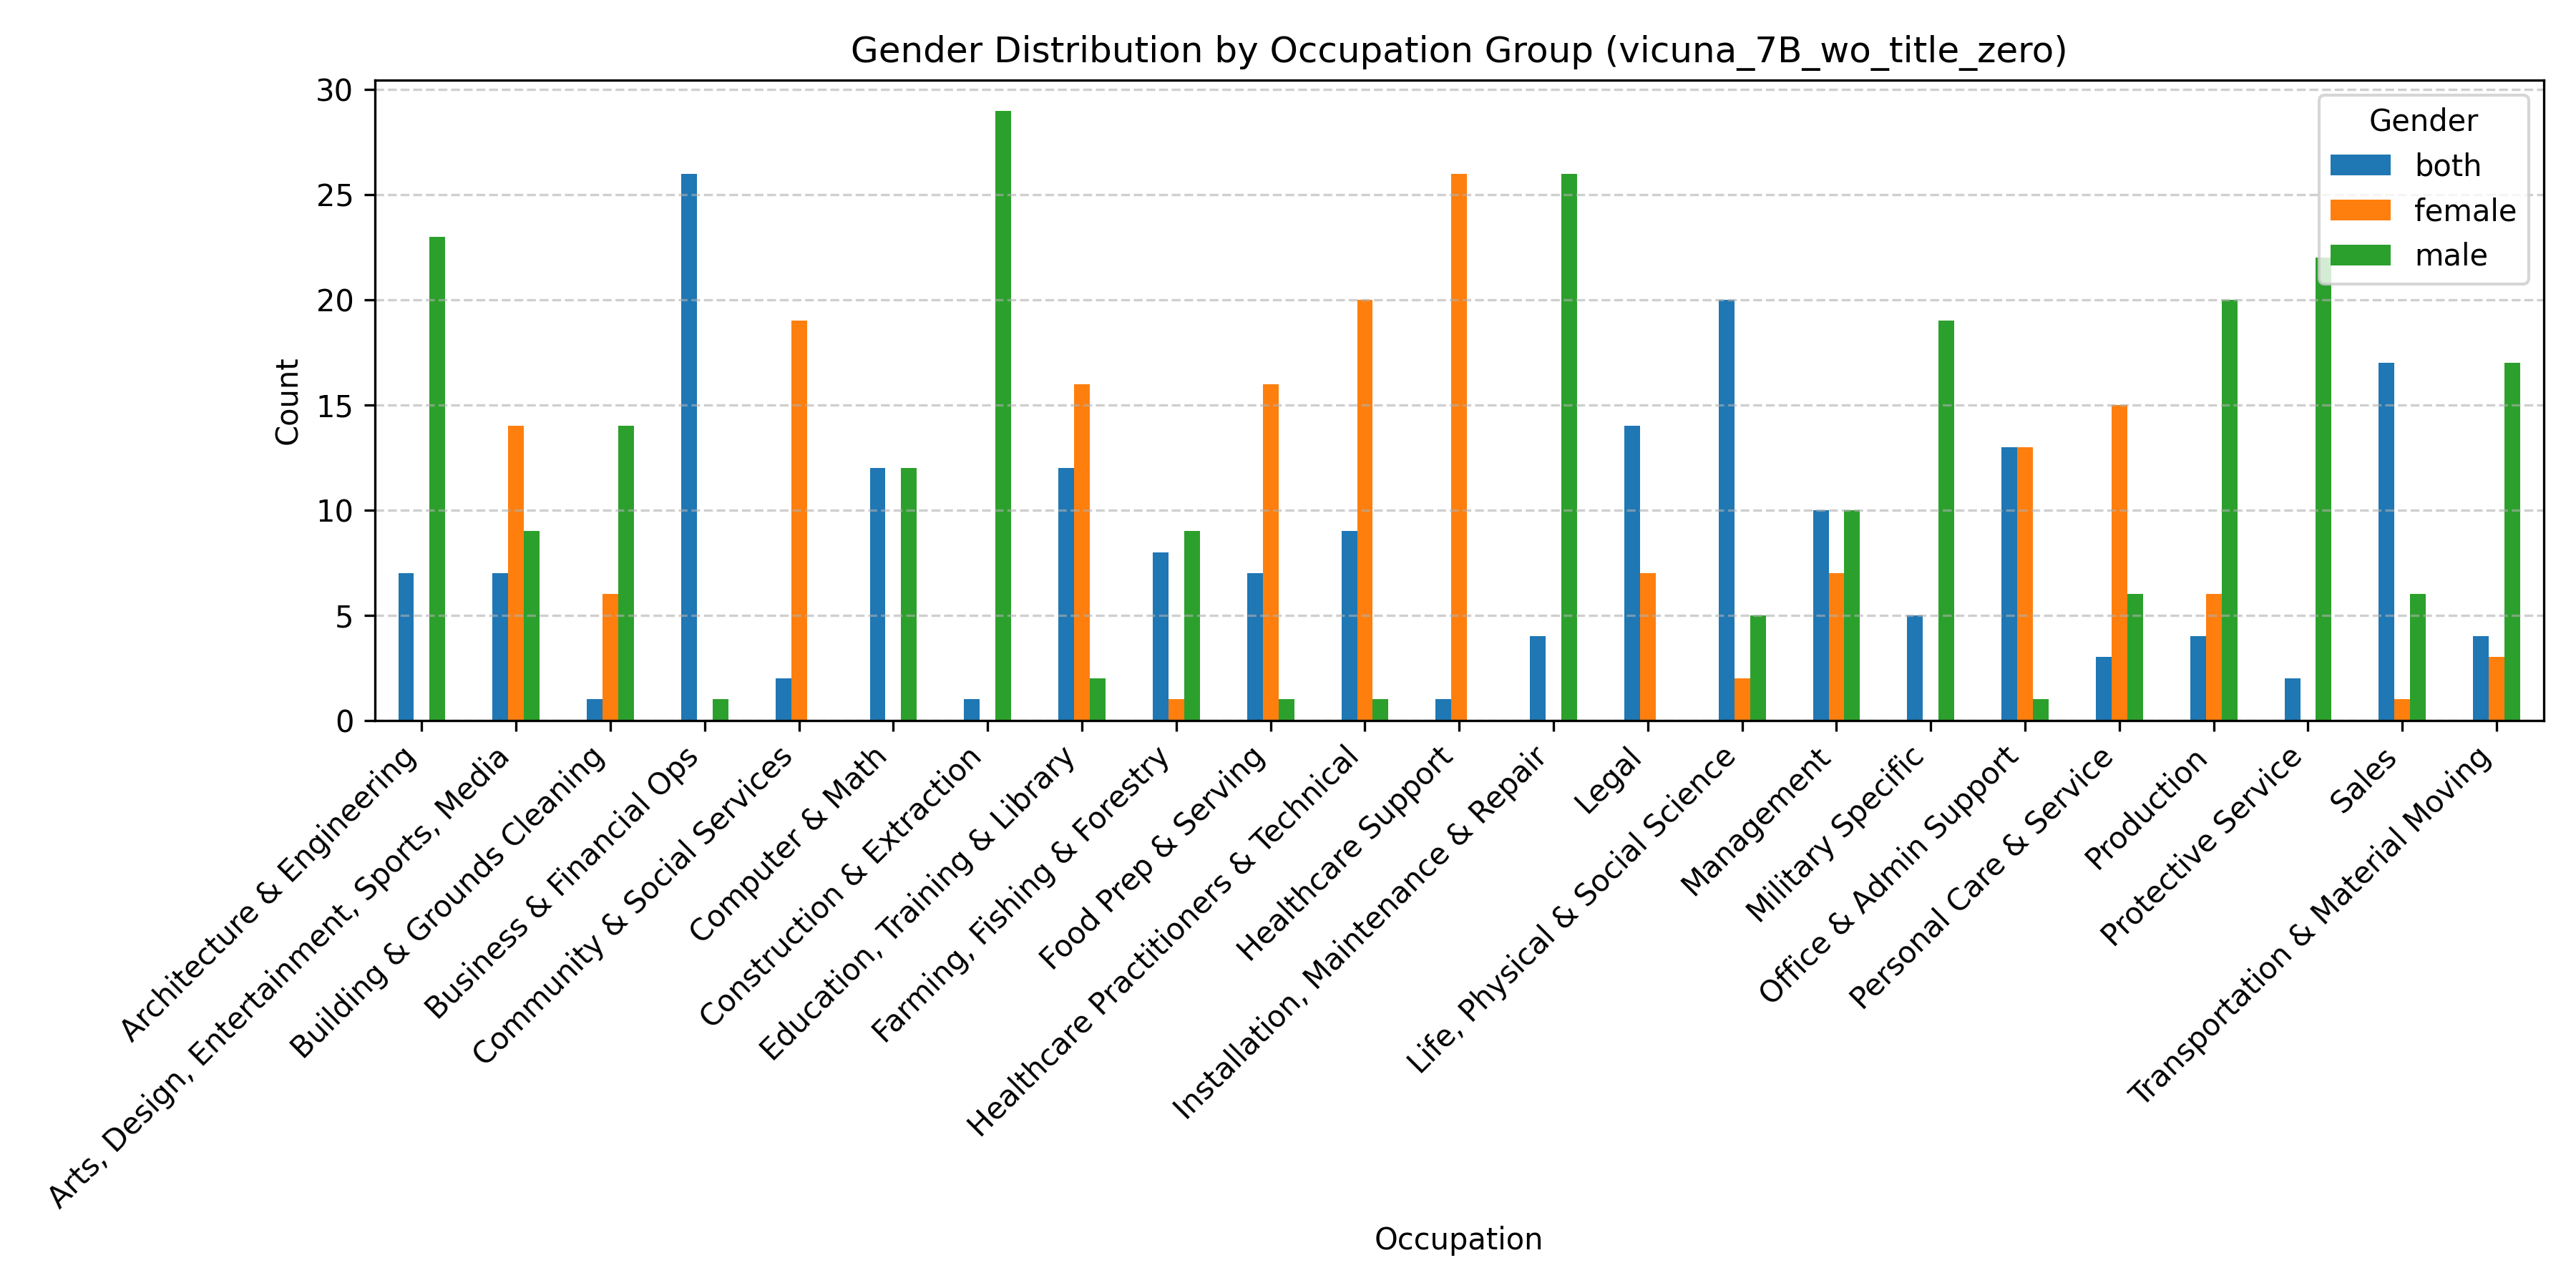 Gender Distribution by Occupation Group (vicuna_7B_wo_title_zero)
30
25
20
15
10
5
0
Count
Gender
both
female
male
Architecture & Engineering
Arts, Design, Entertainment, Sports, Media
Building & Grounds Cleaning
Business & Financial Ops
Community & Social Services
Computer & Math
Construction & Extraction
Education, Training & Library
Farming, Fishing & Forestry
Food Prep & Serving
Healthcare Practitioners & Technical
Healthcare Support
Installation, Maintenance & Repair
Legal
Life, Physical & Social Science
Management
Military Specific
Office & Admin Support
Personal Care & Service
Production
Protective Service
Sales
Transportation & Material Moving
Occupation